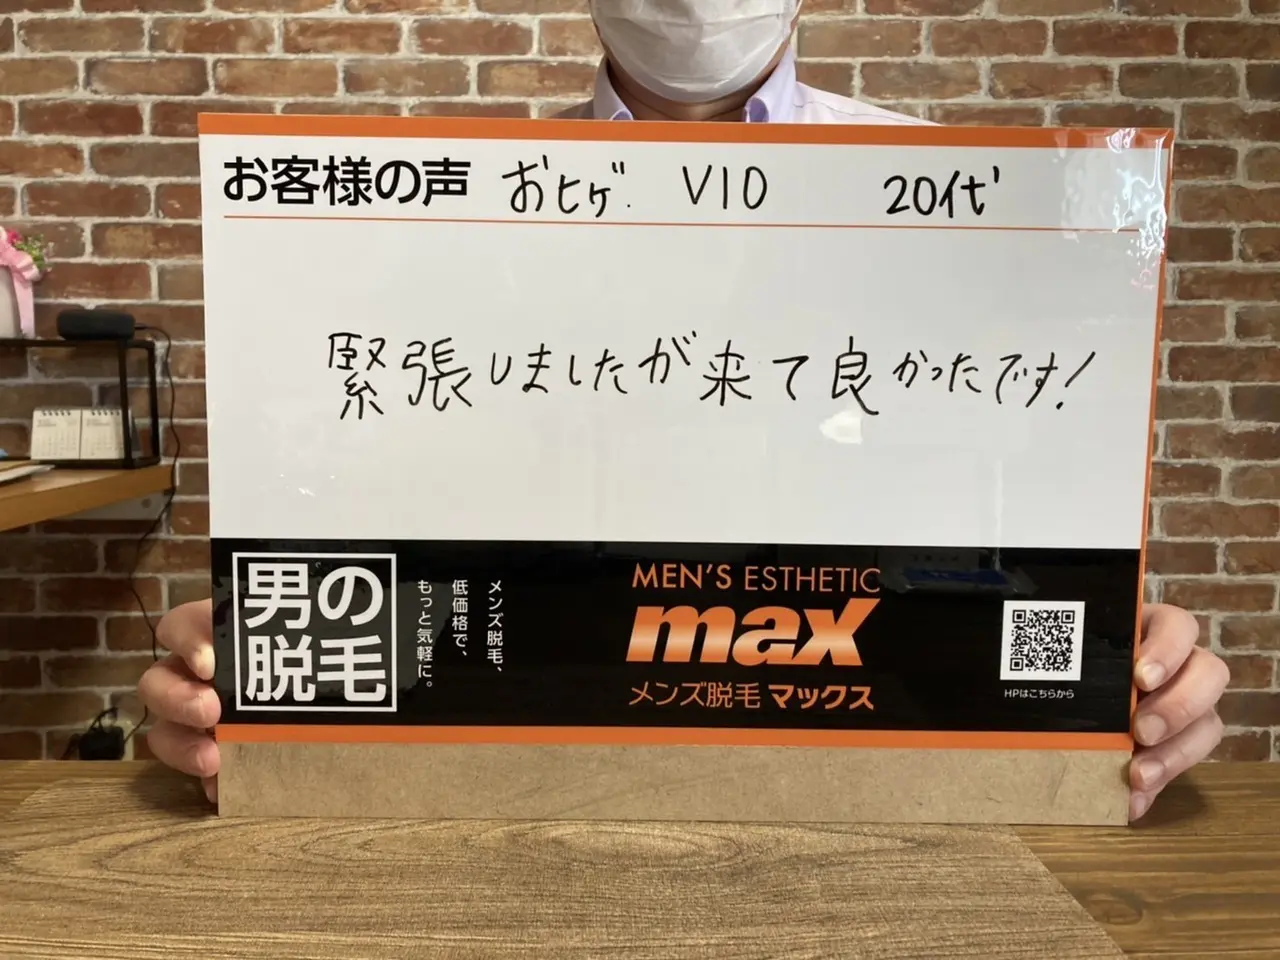 お客様の声 おヒゲ. VIO 20代
緊張しましたが来て良かったです!
男の
脱毛
メンズ脱毛、
低価格で、
もっと気軽に。
MEN'S ESTHETIC
max
メンズ脱毛 マックス
HPはこちらから